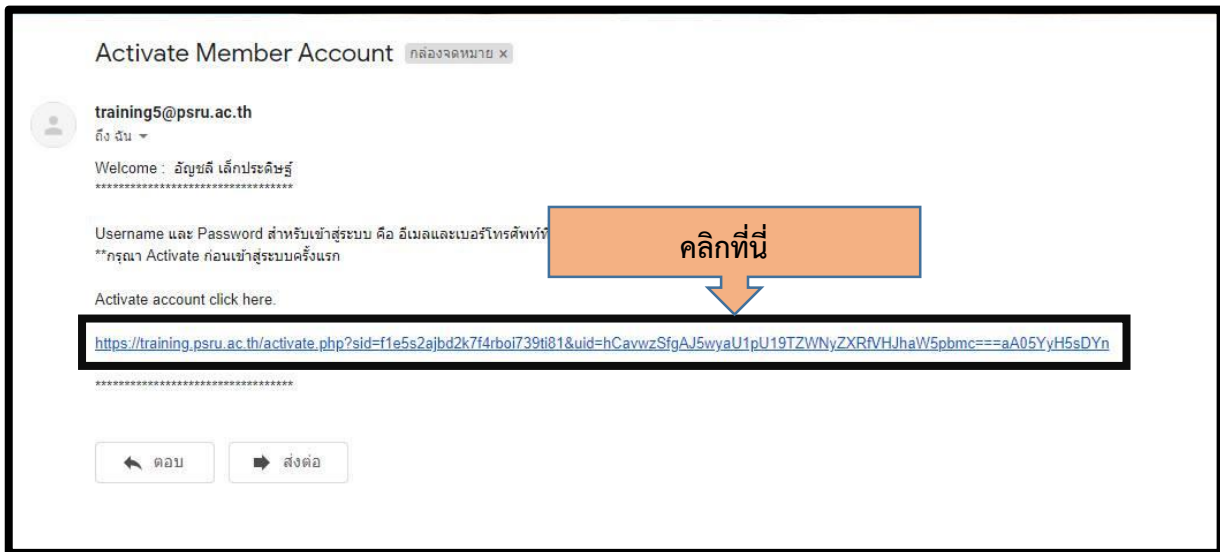 Activate Member Account กล่องจดหมาย x
training5@psru.ac.th
ถึง ฉัน
Welcome : อัญชลี เล็กประดิษฐ์
**********************************
Username และ Password สำหรับเข้าสู่ระบบ คือ อีเมลและเบอร์โทรศัพท์ที่
**กรุณา Activate ก่อนเข้าสู่ระบบครั้งแรก
คลิกที่นี่
Activate account click here.
https://training.psru.ac.th/activate.php?sid=f1e5s2ajbd2k7f4rboi739ti81&uid=hCavwzSfgAJ5wyaU1pU19TZWNyZXRfVHJhaW5pbmc===aA05YyH5sDYn
**********************************
ตอบ
ส่งต่อ